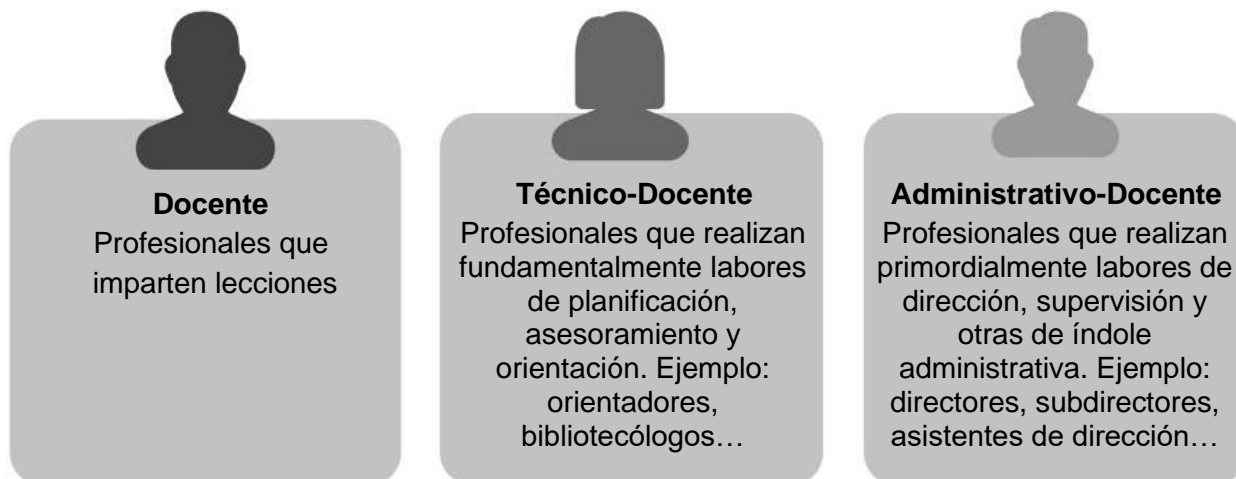 Docente
Profesionales que
imparten lecciones
Técnico-Docente
Profesionales que realizan
fundamentalmente labores
de planificación,
asesoramiento y
orientación. Ejemplo:
orientadores,
bibliotecólogos…
Administrativo-Docente
Profesionales que realizan
primordialmente labores de
dirección, supervisión y
otras de índole
administrativa. Ejemplo:
directores, subdirectores,
asistentes de dirección…